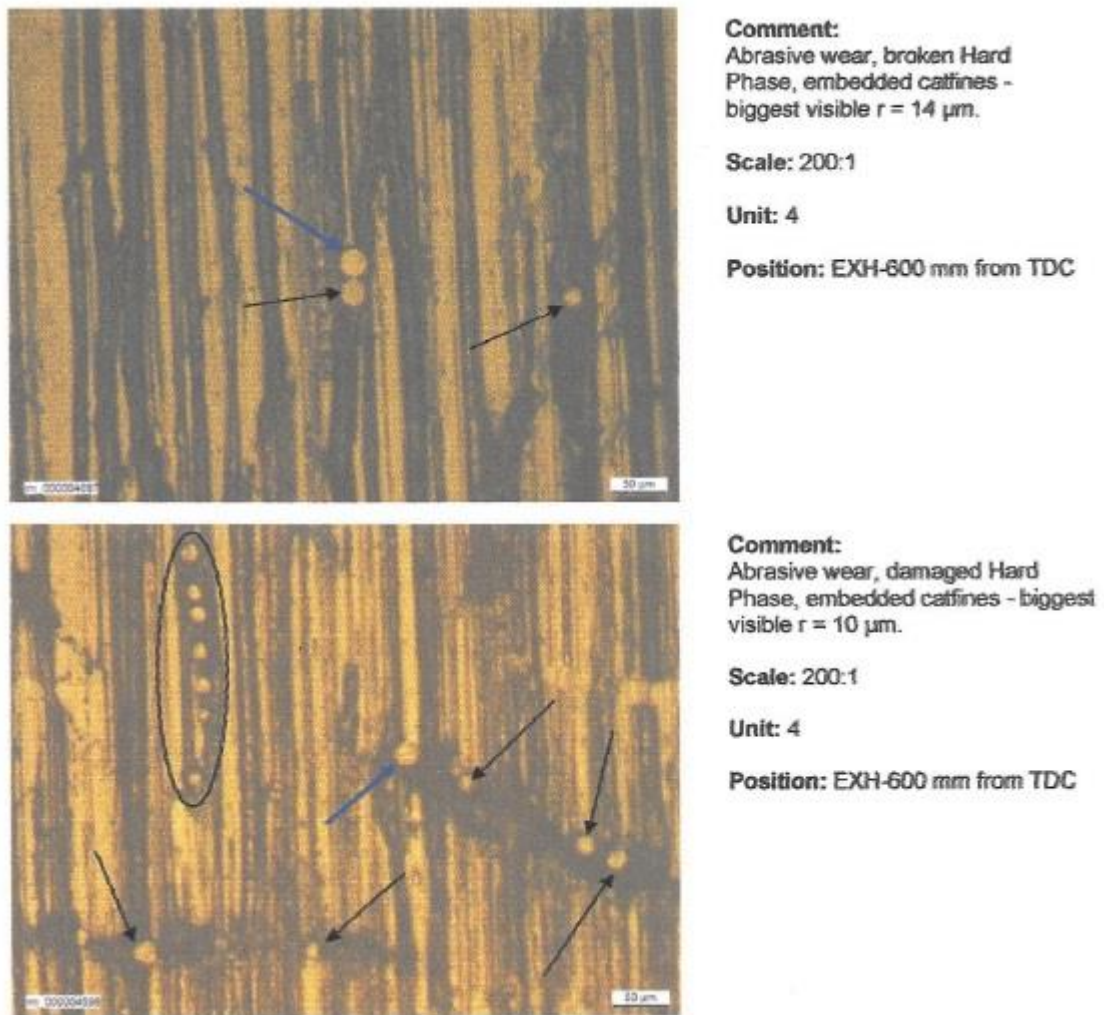 Comment:
Abrasive wear, broken Hard
Phase, embedded catfines -
biggest visible r = 14 µm.
Scale: 200:1
Unit: 4
Position: EXH-600 mm from TDC
50 µm
Comment:
Abrasive wear, damaged Hard
Phase, embedded catfines - biggest
visible r = 10 µm.
Scale: 200:1
Unit: 4
Position: EXH-600 mm from TDC
50 µm